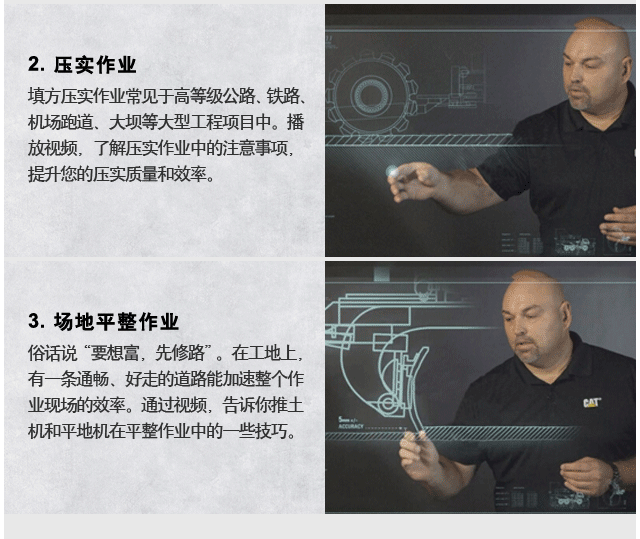 2. 压实作业
填方压实作业常见于高等级公路、铁路、
机场跑道、大坝等大型工程项目中。播
放视频，了解压实作业中的注意事项，
提升您的压实质量和效率。
3. 场地平整作业
俗话说“要想富，先修路”。在工地上，
有一条通畅、好走的道路能加速整个作
业现场的效率。通过视频，告诉你推土
机和平地机在平整作业中的一些技巧。
CAT
ACCURACY